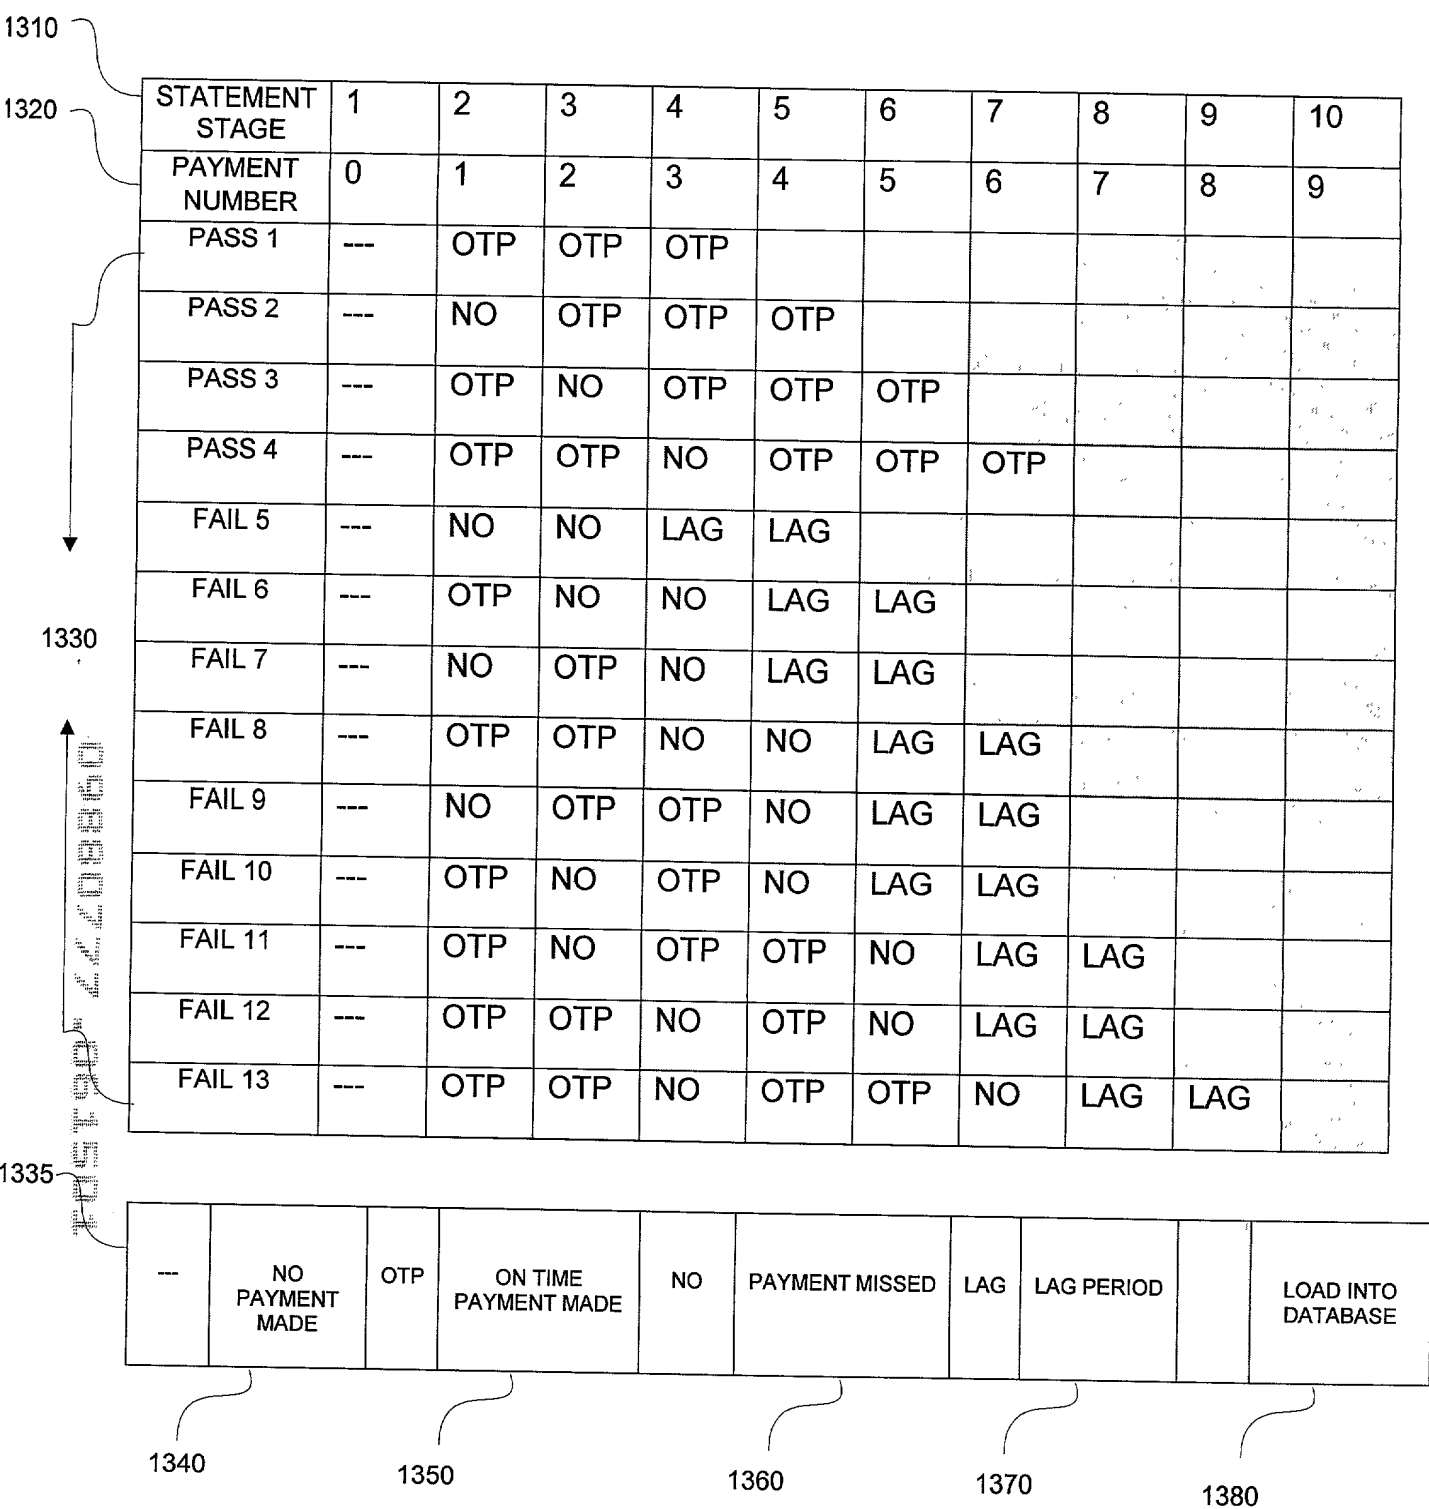 1310
1320
STATEMENT STAGE 1 2 3 4 5 6 7 8 9 10
PAYMENT NUMBER 0 1 2 3 4 5 6 7 8 9
PASS 1 --- OTP OTP OTP
PASS 2 --- NO OTP OTP OTP
PASS 3 --- OTP NO OTP OTP OTP
PASS 4 --- OTP OTP NO OTP OTP OTP
FAIL 5 --- NO NO LAG LAG
FAIL 6 --- OTP NO NO LAG LAG
1330
FAIL 7 --- NO OTP NO LAG LAG
FAIL 8 --- OTP OTP NO NO LAG LAG
FAIL 9 --- NO OTP OTP NO LAG LAG
FAIL 10 --- OTP NO OTP NO LAG LAG
FAIL 11 --- OTP NO OTP OTP NO LAG LAG
FAIL 12 --- OTP OTP NO OTP NO LAG LAG
FAIL 13 --- OTP OTP NO OTP OTP NO LAG LAG
1335
--- NO PAYMENT MADE OTP ON TIME PAYMENT MADE NO PAYMENT MISSED LAG LAG PERIOD LOAD INTO DATABASE
1340 1350 1360 1370 1380